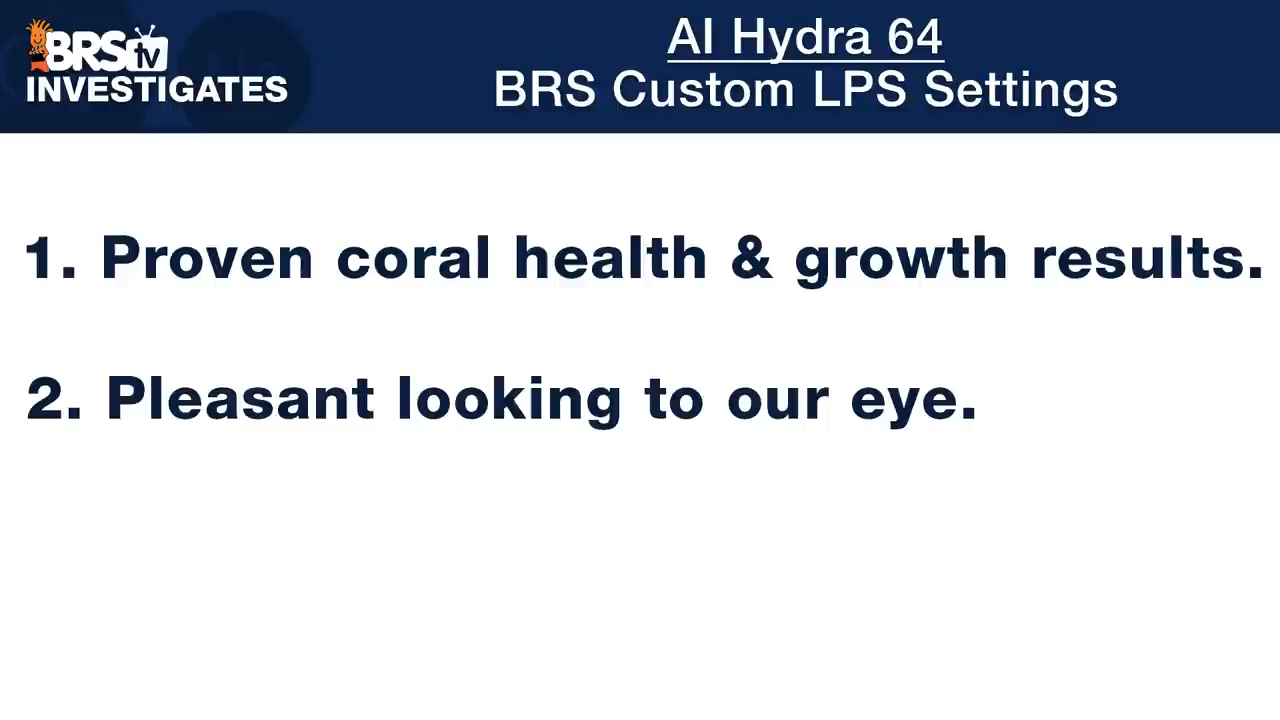 BRStv
INVESTIGATES
AI Hydra 64
BRS Custom LPS Settings
1. Proven coral health & growth results.
2. Pleasant looking to our eye.